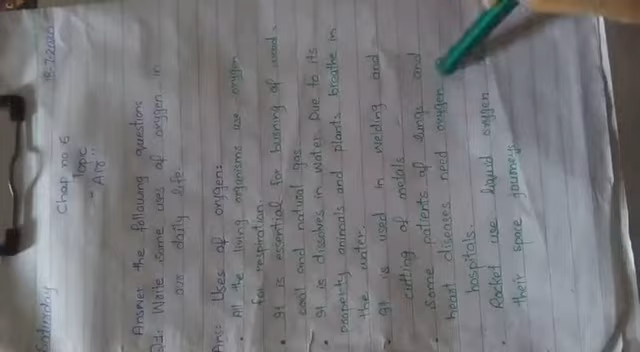 Saturday 18-7-2020
Chap no 6
Topic
"Air"
Answer the following questions
Q1: Write some uses of oxygen in
our daily life.
Ans: Uses of oxygen:
• All the living organisms use oxygen
for respiration.
• It is essential for burning of wood,
coal and natural gas
• It is dissolves in water. Due to its
property animals and plants breathe in
the water.
• It is used in welding and
cutting of metals
• Some patients of lungs and
heart diseases need oxygen
hospitals.
• Rocket use liquid oxygen
their space journey.